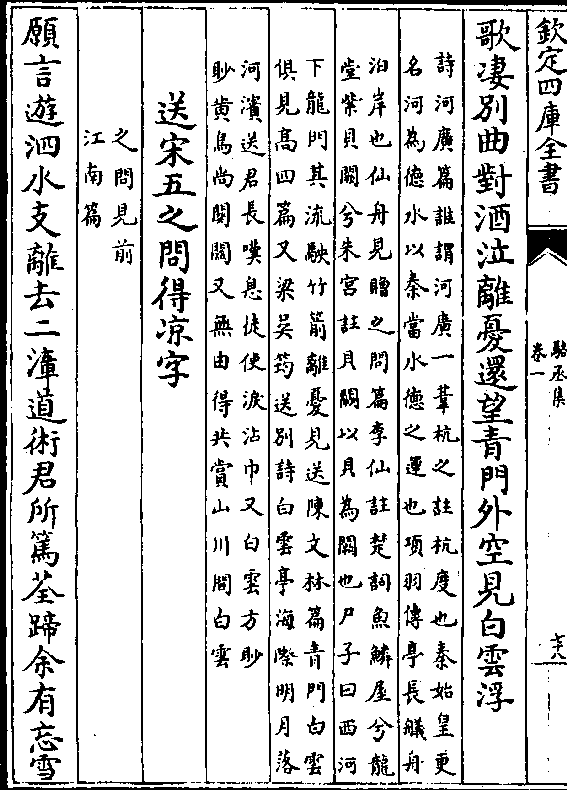 欽定四庫全書
駱丞集
卷一
歌凄別曲對酒泣離憂還望青門外空見白雲浮
詩河廣篇誰謂河廣一葦杭之註杭度也秦始皇更
名河為德水以秦當水德之運也項羽傳亭長艤舟
泊岸也仙舟見贈之問篇李仙註楚詞魚鱗屋兮龍
堂紫貝闕兮朱宮註貝闕以貝為闕也尸子曰西河
下龍門其流駛竹箭離憂見送陳文林篇青門白雲
俱見高四篇又梁吴筠送別詩白雲亭海際明月落
河濱送君長嘆息徒使淚沾巾又白雲方眇
眇黄鳥尚關關又無由得共賞山川間白雲
送宋五之問得凉字
之問見前
江南篇
願言遊泗水支離去二漳道術君所篤荃蹄余有忘雪